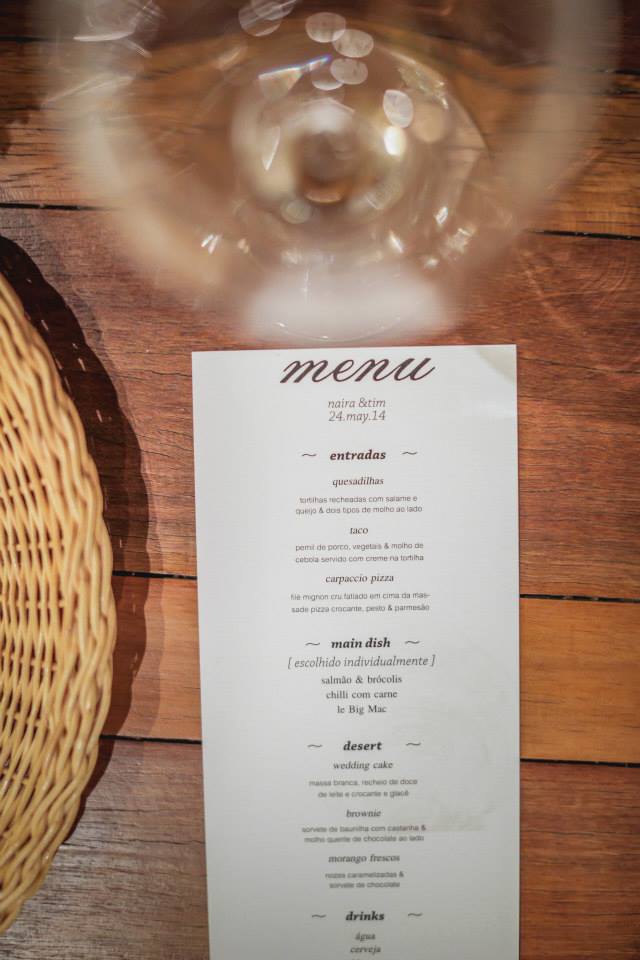 menu
naira &tim
24.may.14
~ entradas ~
quesadilhas
tortilhas recheadas com salame e
queijo & dois tipos de molho ao lado
taco
pernil de porco, vegetais & molho de
cebola servido com creme na tortilha
carpaccio pizza
filé mignon cru fatiado em cima da mas-
sade pizza crocante, pesto & parmesão
~ main dish ~
[ escolhido individualmente ]
salmão & brócolis
chilli com carne
le Big Mac
~ desert ~
wedding cake
massa branca, recheio de doce
de leite e crocante e glacê
brownie
sorvete de baunilha com castanha &
molho quente de chocolate ao lado
morango frescos
nozes caramelizadas &
sorvete de chocolate
~ drinks ~
água
cerveja